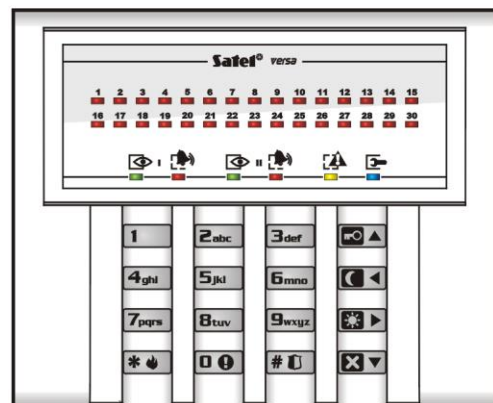 Satel® versa
1 2 3 4 5 6 7 8 9 10 11 12 13 14 15
16 17 18 19 20 21 22 23 24 25 26 27 28 29 30
I II
1 2abc 3def
4ghi 5jkl 6mno
7pqrs 8tuv 9wxyz
* 0 #